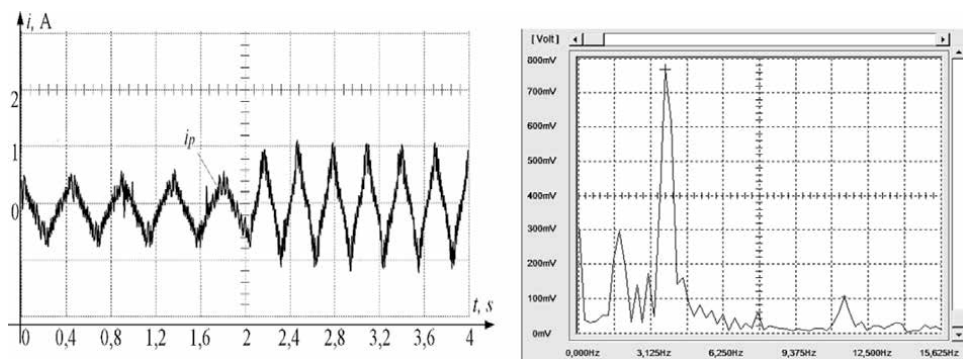 i, A
2
1
0
i_p
t, s
0 0,4 0,8 1,2 1,6 2 2,4 2,8 3,2 3,6 4
[Volt]
800mV
700mV
600mV
500mV
400mV
300mV
200mV
100mV
0mV
0,000Hz 3,125Hz 6,250Hz 9,375Hz 12,500Hz 15,625Hz